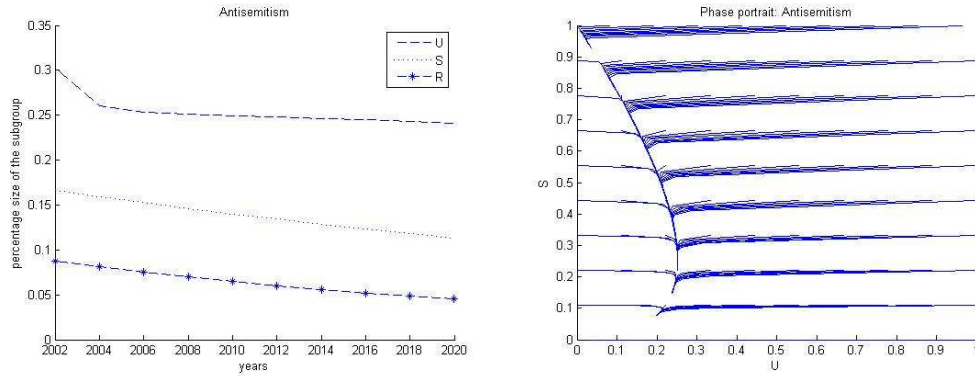 Antisemitism
percentage size of the subgroup
0.35
0.3
0.25
0.2
0.15
0.1
0.05
0
2002 2004 2006 2008 2010 2012 2014 2016 2018 2020
years
U
S
R
Phase portrait: Antisemitism
S
1
0.9
0.8
0.7
0.6
0.5
0.4
0.3
0.2
0.1
0
0 0.1 0.2 0.3 0.4 0.5 0.6 0.7 0.8 0.9 1
U